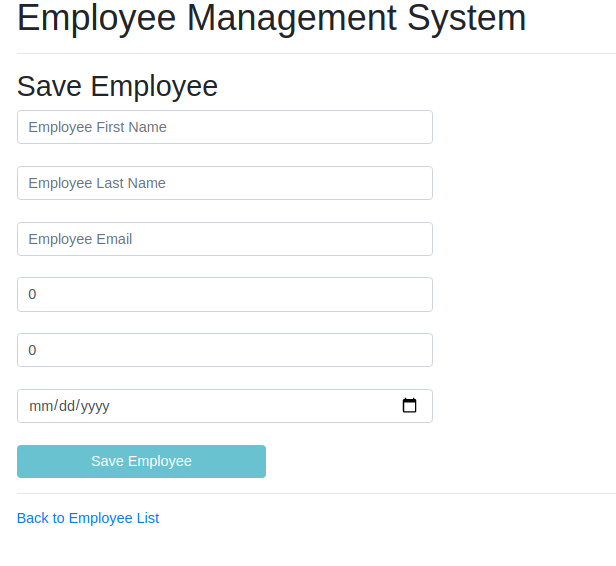 Employee Management System
Save Employee
Employee First Name
Employee Last Name
Employee Email
0
0
mm/dd/yyyy
Save Employee
Back to Employee List